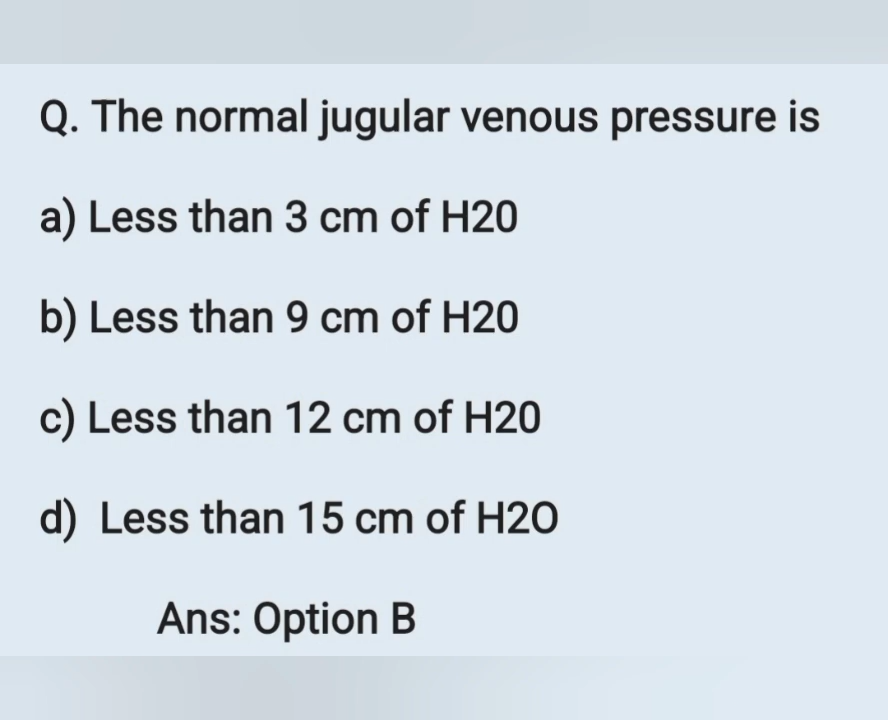 Q. The normal jugular venous pressure is
a) Less than 3 cm of H20
b) Less than 9 cm of H20
c) Less than 12 cm of H20
d) Less than 15 cm of H2O
Ans: Option B